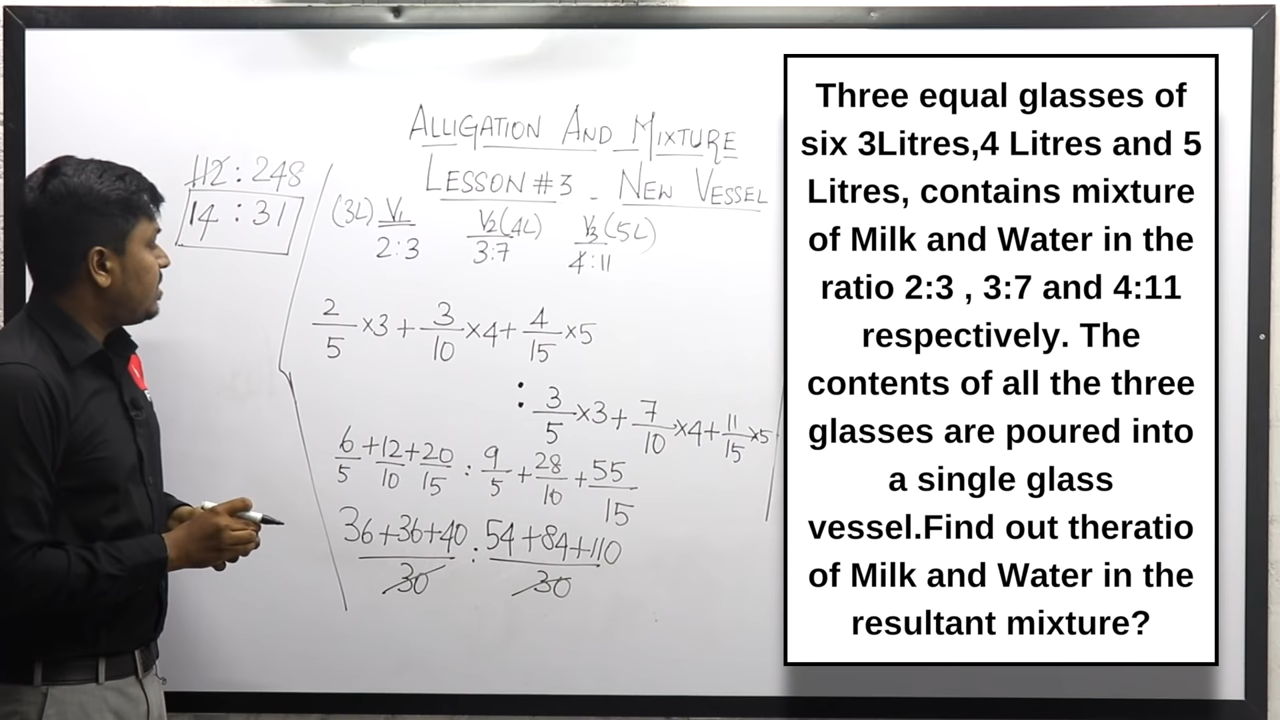 ALLIGATION AND MIXTURE
LESSON #3 - NEW VESSEL
112 : 248
14 : 31
(3L) V1 V2(4L) V3(5L)
2:3 3:7 4:11
2/5 ×3 + 3/10 ×4 + 4/15 ×5
: 3/5 ×3 + 7/10 ×4 + 11/15 ×5
6/5 + 12/10 + 20/15 : 9/5 + 28/10 + 55/15
36+36+40/30 : 54+84+110/30
Three equal glasses of
six 3Litres,4 Litres and 5
Litres, contains mixture
of Milk and Water in the
ratio 2:3 , 3:7 and 4:11
respectively. The
contents of all the three
glasses are poured into
a single glass
vessel.Find out theratio
of Milk and Water in the
resultant mixture?